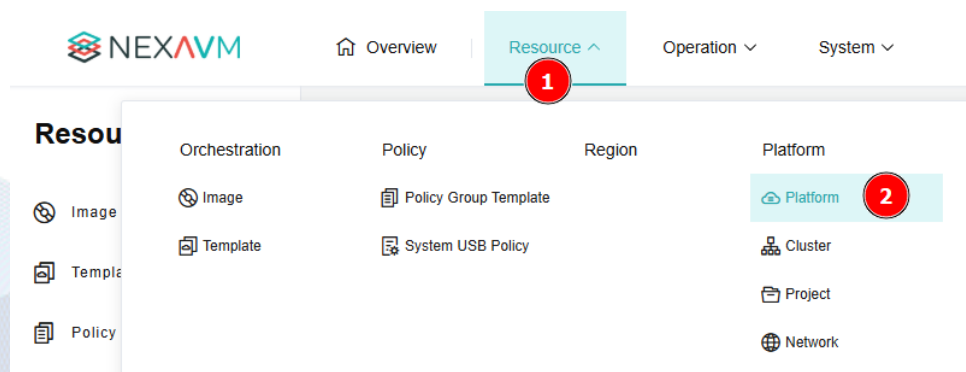 NEXAVM
Overview
Resource
Operation
System
1
Resou
Orchestration
Policy
Region
Platform
Image
Image
Policy Group Template
Platform
2
Templa
Template
System USB Policy
Cluster
Project
Policy
Network